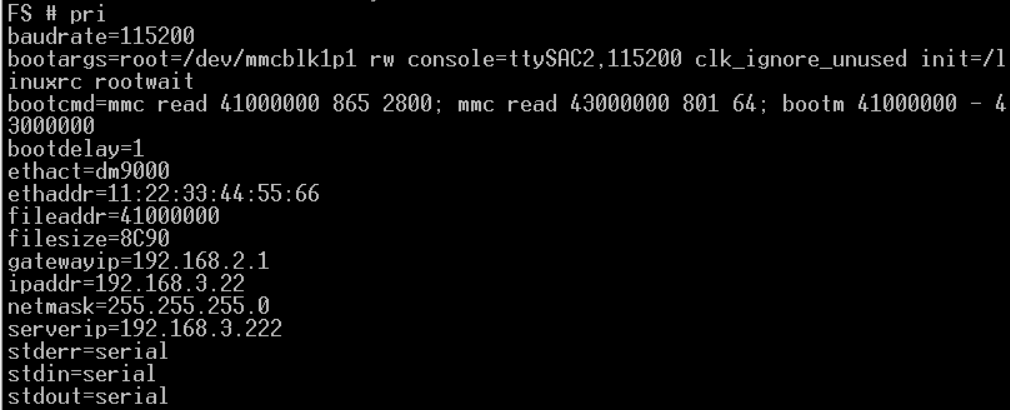 FS # pri
baudrate=115200
bootargs=root=/dev/mmcblk1p1 rw console=ttySAC2,115200 clk_ignore_unused init=/l
inuxrc rootwait
bootcmd=mmc read 41000000 865 2800; mmc read 43000000 801 64; bootm 41000000 - 4
3000000
bootdelay=1
ethact=dm9000
ethaddr=11:22:33:44:55:66
fileaddr=41000000
filesize=8C90
gatewayip=192.168.2.1
ipaddr=192.168.3.22
netmask=255.255.255.0
serverip=192.168.3.222
stderr=serial
stdin=serial
stdout=serial